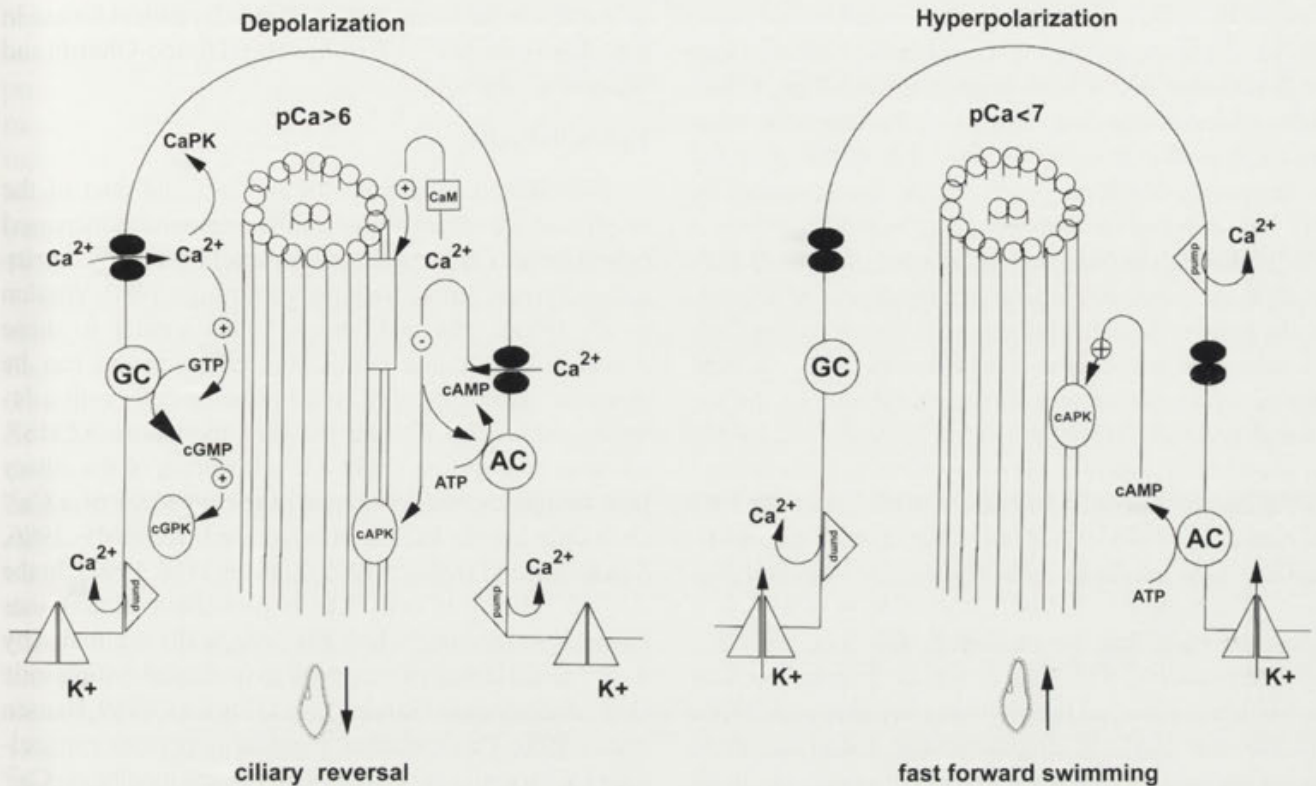 Depolarization
pCa>6
CaPK
+
CaM
Ca2+
Ca2+
Ca2+
+
-
GC
GTP
cAMP
Ca2+
cGMP
+
ATP
AC
cGPK
cAPK
Ca2+
pump
pump
Ca2+
K+
K+
ciliary reversal
Hyperpolarization
pCa<7
pump
Ca2+
GC
+
cAPK
cAMP
Ca2+
pump
AC
ATP
K+
K+
fast forward swimming